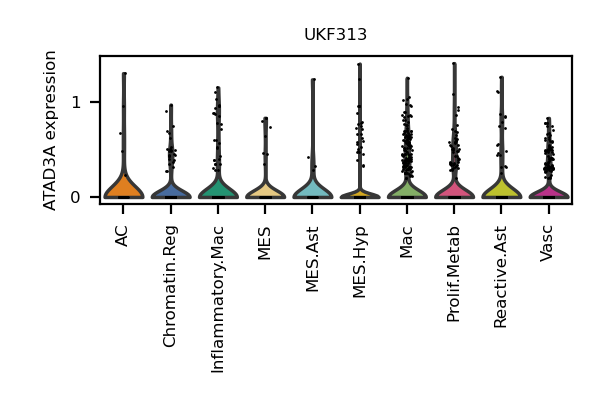 UKF313
ATAD3A expression
1
0
AC
Chromatin.Reg
Inflammatory.Mac
MES
MES.Ast
MES.Hyp
Mac
Prolif.Metab
Reactive.Ast
Vasc